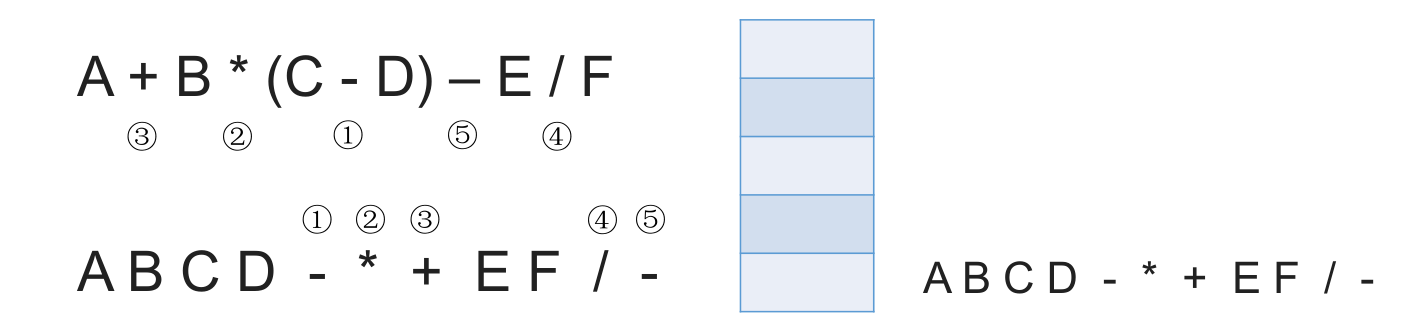 A + B * (C - D) – E / F
③ ② ① ⑤ ④
① ② ③ ④ ⑤
A B C D - * + E F / -
A B C D - * + E F / -